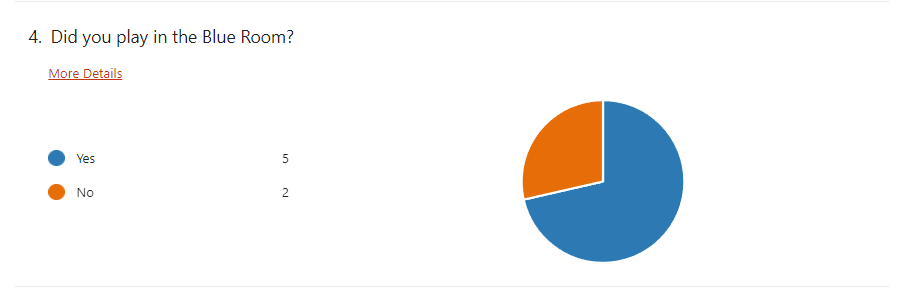 4. Did you play in the Blue Room?
More Details
Yes 5
No 2